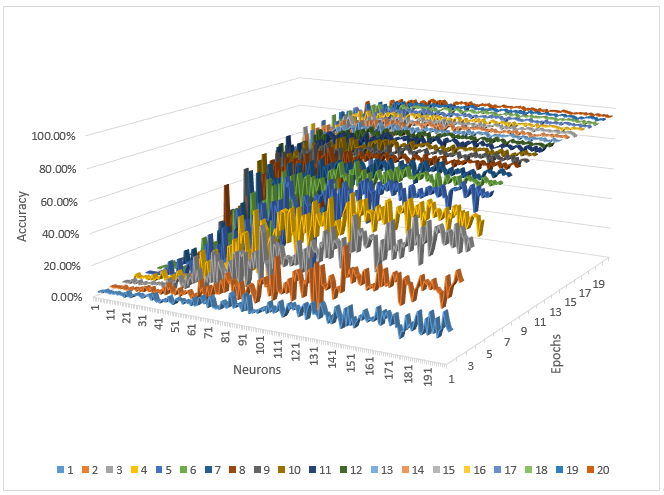 100.00%
80.00%
60.00%
40.00%
20.00%
0.00%
Accuracy
1 11 21 31 41 51 61 71 81 91 101 111 121 131 141 151 161 171 181 191
Neurons
1 3 5 7 9 11 13 15 17 19
Epochs
1 2 3 4 5 6 7 8 9 10 11 12 13 14 15 16 17 18 19 20